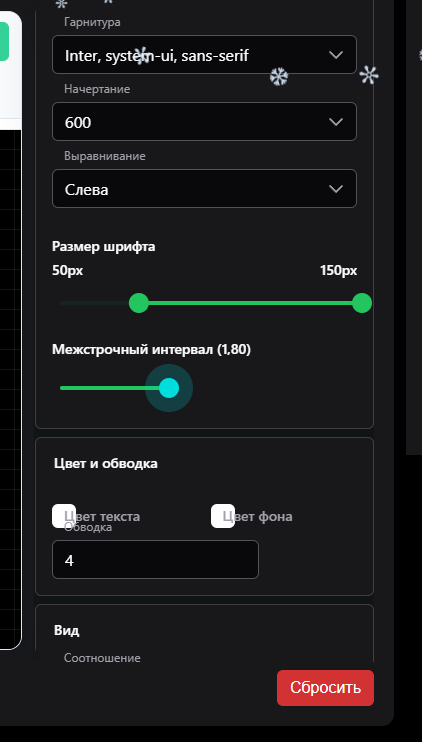 Гарнитура
Inter, system-ui, sans-serif
Начертание
600
Выравнивание
Слева
Размер шрифта
50px 150px
Межстрочный интервал (1,80)
Цвет и обводка
Цвет текста Цвет фона
Обводка
4
Вид
Соотношение
Сбросить